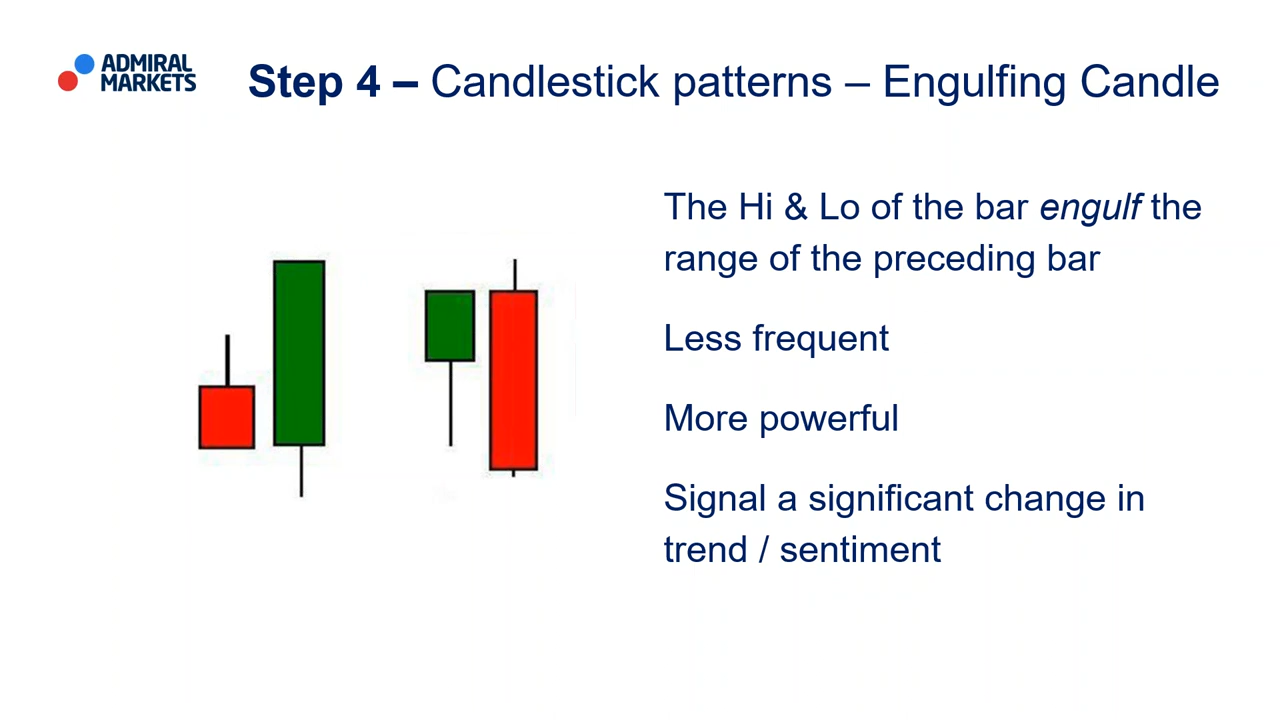 ADMIRAL
MARKETS
Step 4 – Candlestick patterns – Engulfing Candle
The Hi & Lo of the bar engulf the
range of the preceding bar
Less frequent
More powerful
Signal a significant change in
trend / sentiment